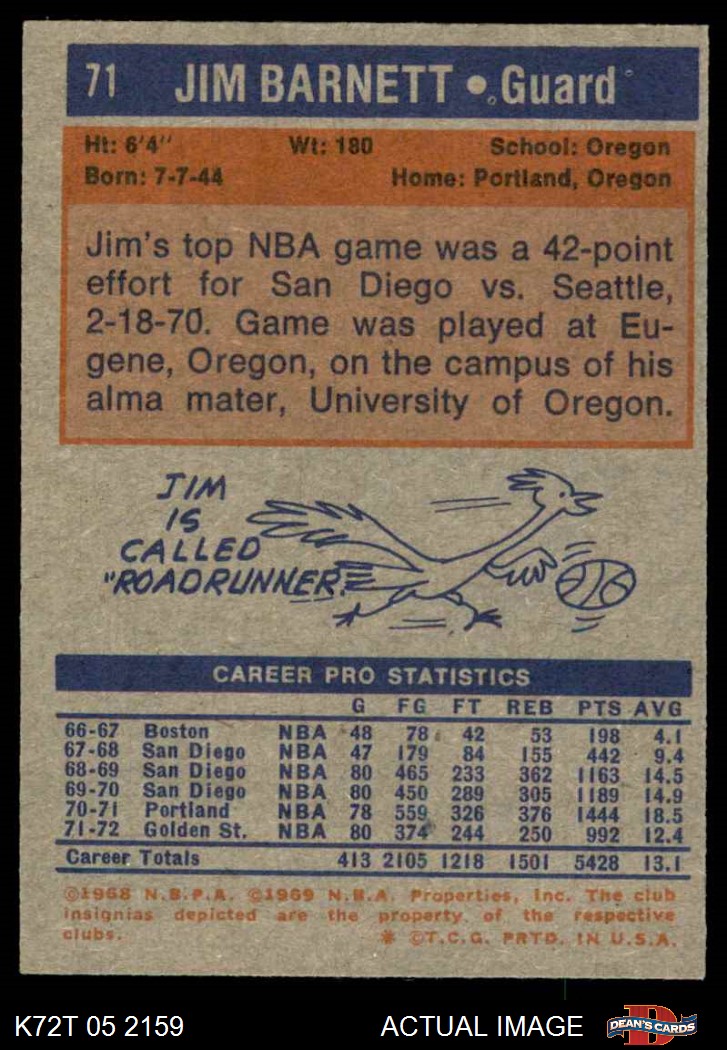 71 JIM BARNETT • Guard
Ht: 6'4" Wt: 180 School: Oregon
Born: 7-7-44 Home: Portland, Oregon
Jim's top NBA game was a 42-point
effort for San Diego vs. Seattle,
2-18-70. Game was played at Eu-
gene, Oregon, on the campus of his
alma mater, University of Oregon.
JIM
IS
CALLED
"ROADRUNNER."
CAREER PRO STATISTICS
G FG FT REB PTS AVG
66-67 Boston NBA 48 78 42 53 198 4.1
67-68 San Diego NBA 47 179 84 155 442 9.4
68-69 San Diego NBA 80 465 233 362 1163 14.5
69-70 San Diego NBA 80 450 289 305 1189 14.9
70-71 Portland NBA 78 559 326 376 1444 18.5
71-72 Golden St. NBA 80 374 244 250 992 12.4
Career Totals 413 2105 1218 1501 5428 13.1
©1968 N.B.P.A. ©1969 N.B.A. Properties, Inc. The club
insignias depicted are the property of the respective
clubs. * ©T.C.G. PRTD. IN U.S.A.
K72T 05 2159 ACTUAL IMAGE D DEAN'S CARDS